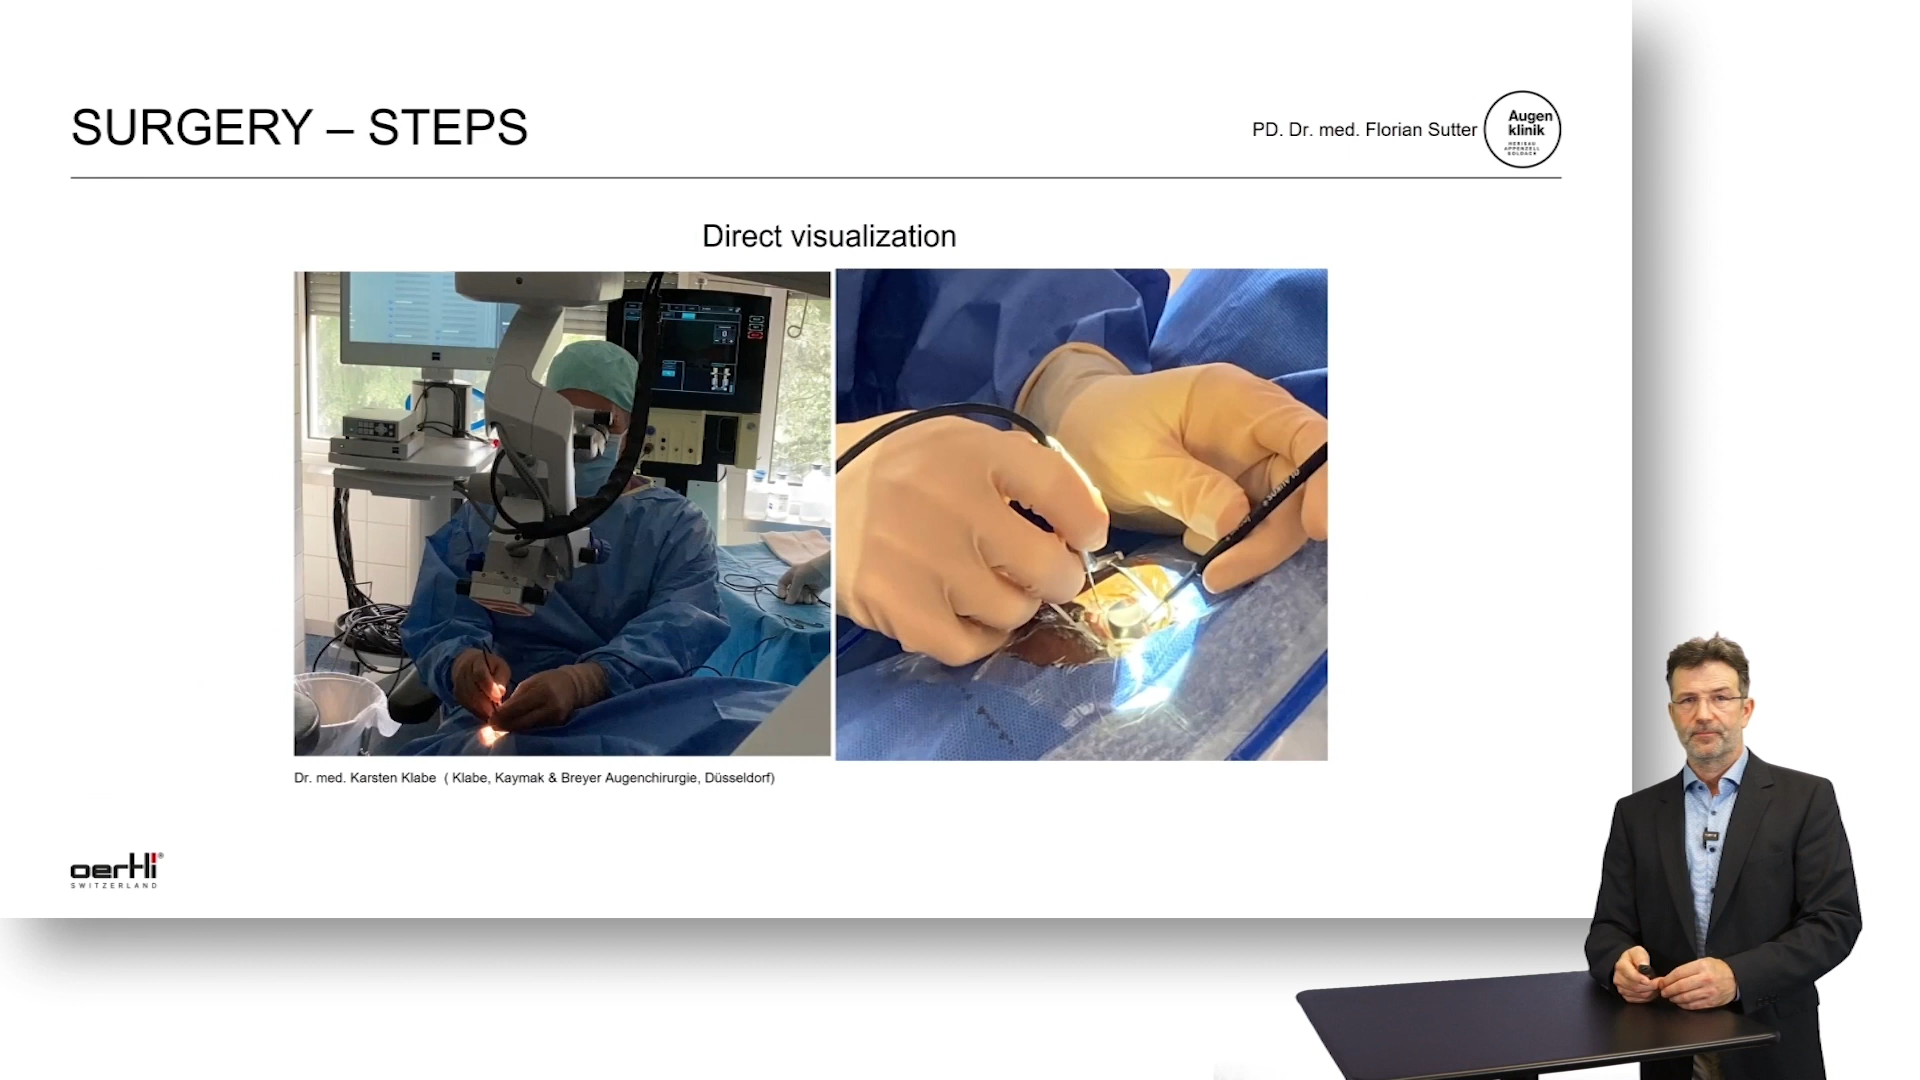 SURGERY – STEPS
PD. Dr. med. Florian Sutter
Augen
klinik
HERISAU
APPENZELL
GOLDACH
Direct visualization
Dr. med. Karsten Klabe ( Klabe, Kaymak & Breyer Augenchirurgie, Düsseldorf)
oertli®
SWITZERLAND